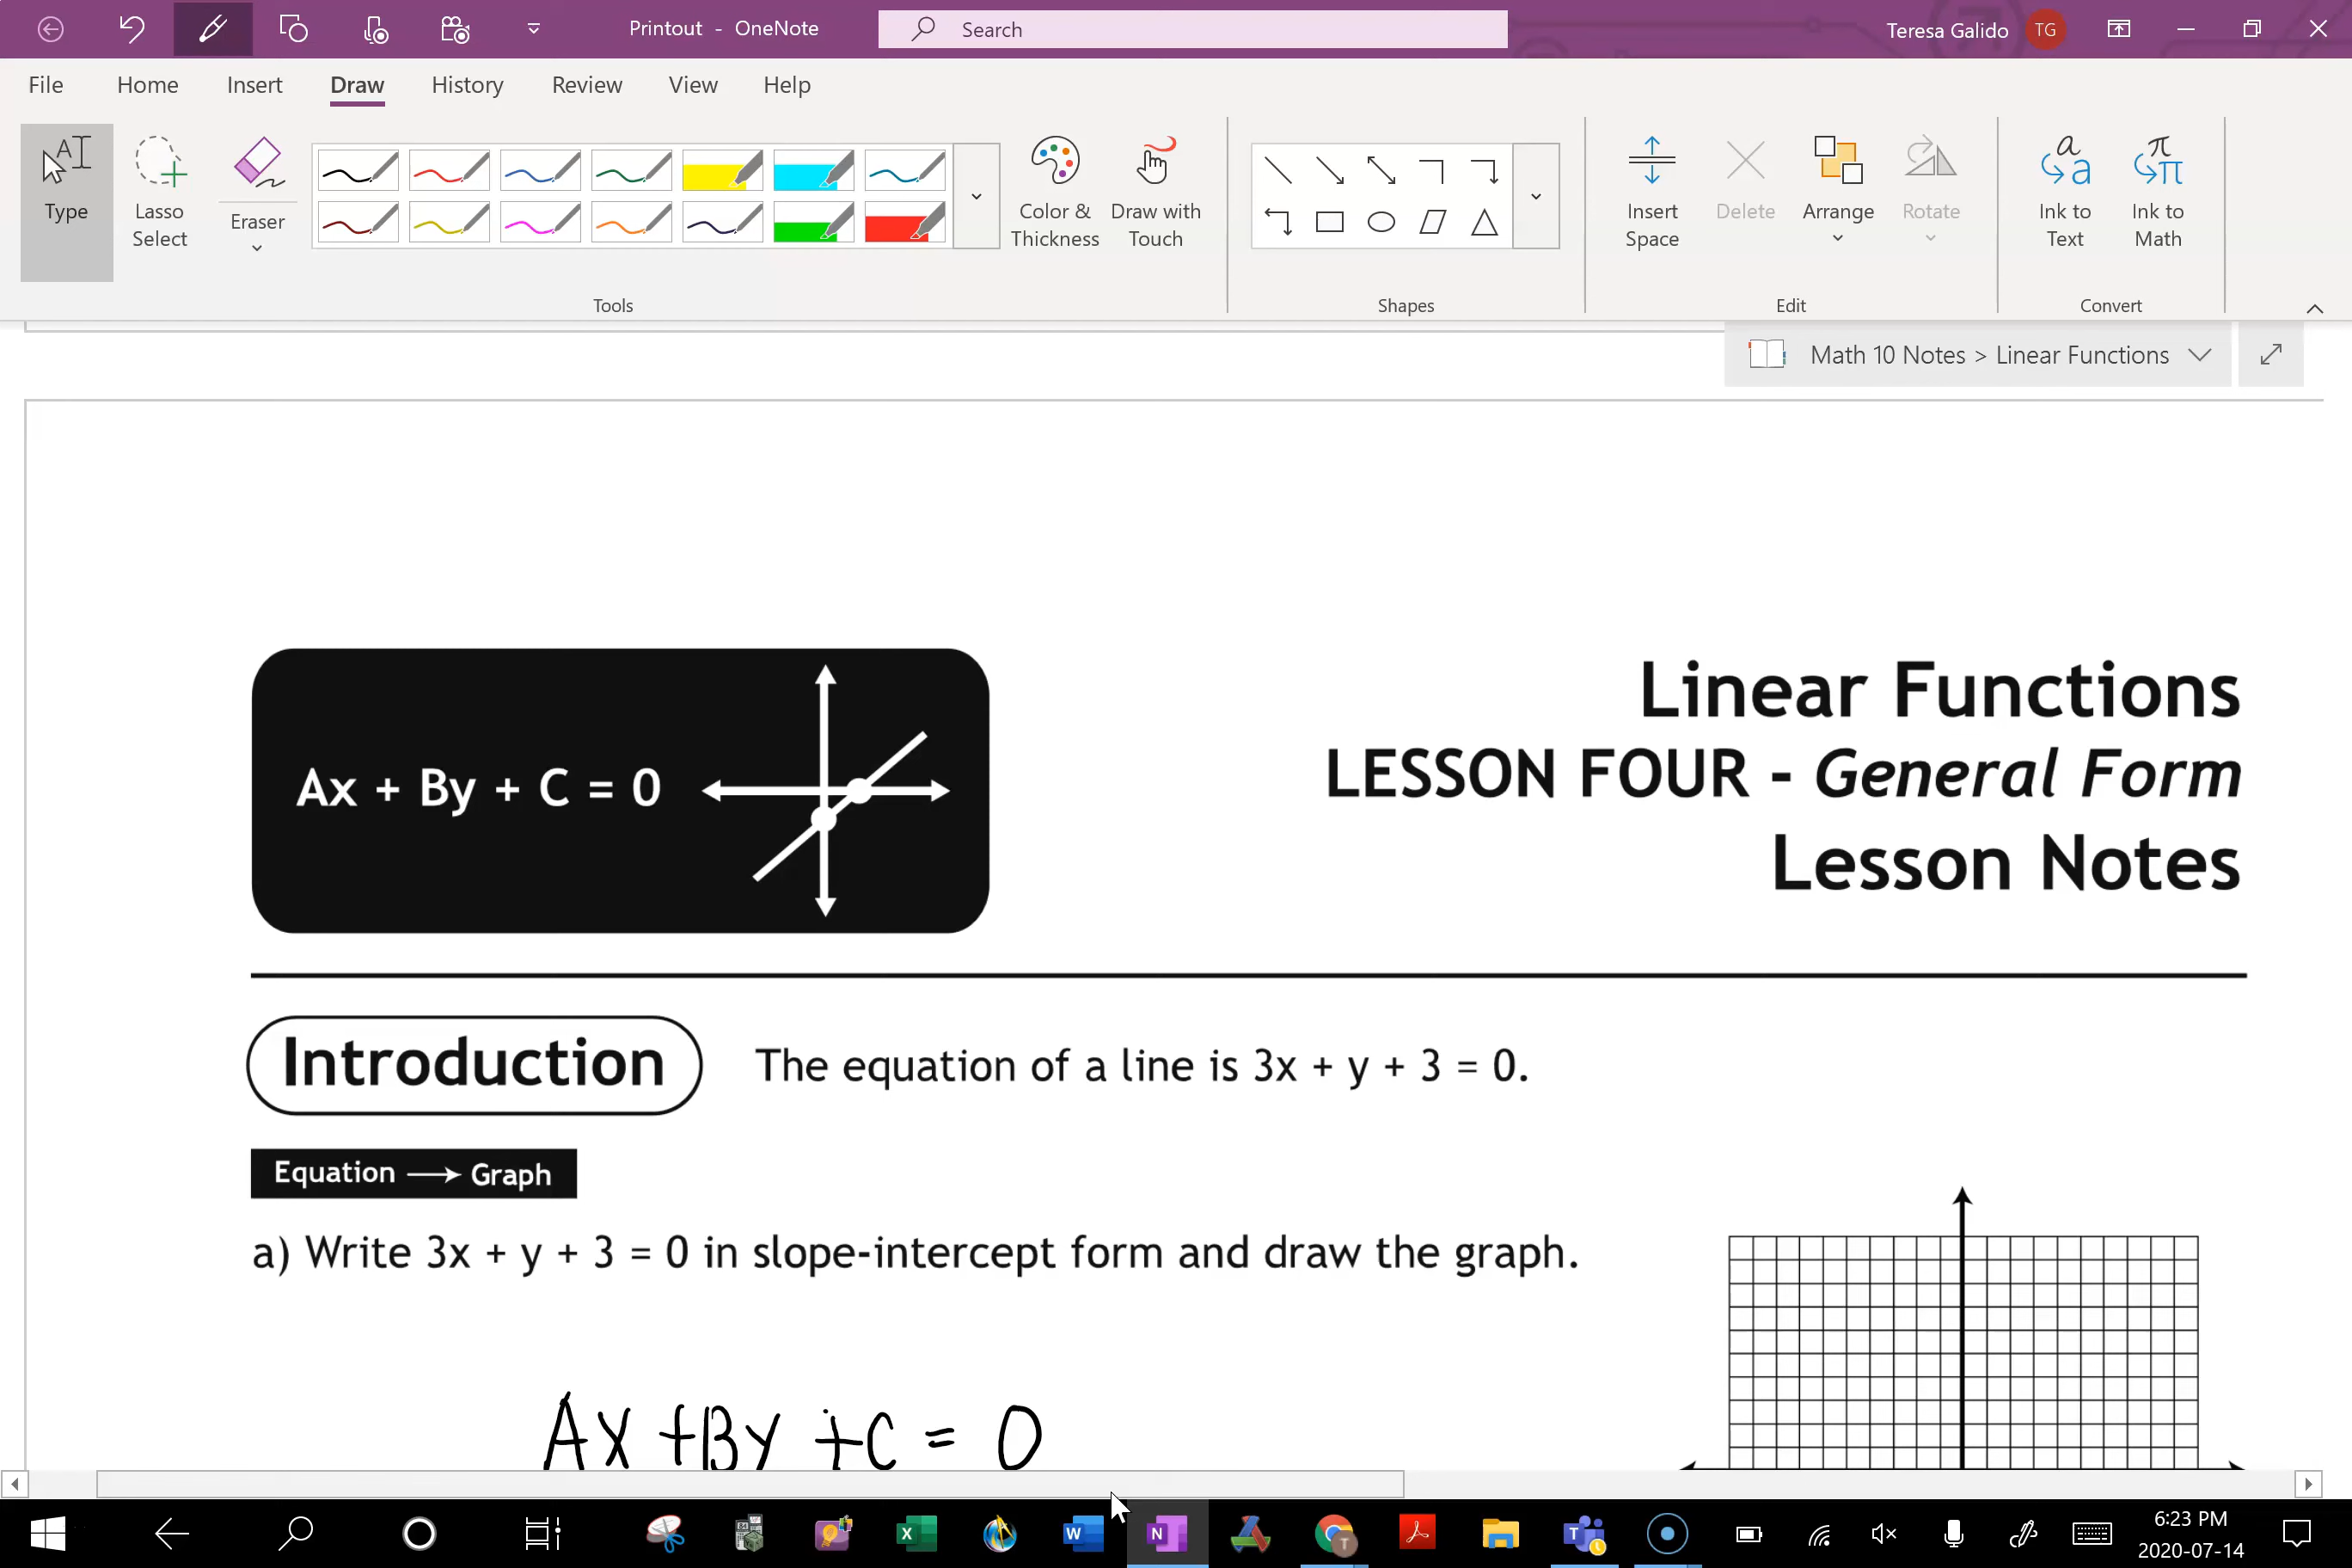 Printout - OneNote
Search
Teresa Galido
TG
File Home Insert Draw History Review View Help
Type
Lasso Select
Eraser
Color & Thickness
Draw with Touch
Insert Space
Delete
Arrange
Rotate
Ink to Text
Ink to Math
Tools
Shapes
Edit
Convert
Math 10 Notes > Linear Functions
Ax + By + C = 0
Linear Functions
LESSON FOUR - General Form
Lesson Notes
Introduction
The equation of a line is 3x + y + 3 = 0.
Equation → Graph
a) Write 3x + y + 3 = 0 in slope-intercept form and draw the graph.
Ax + By + C = 0
6:23 PM
2020-07-14